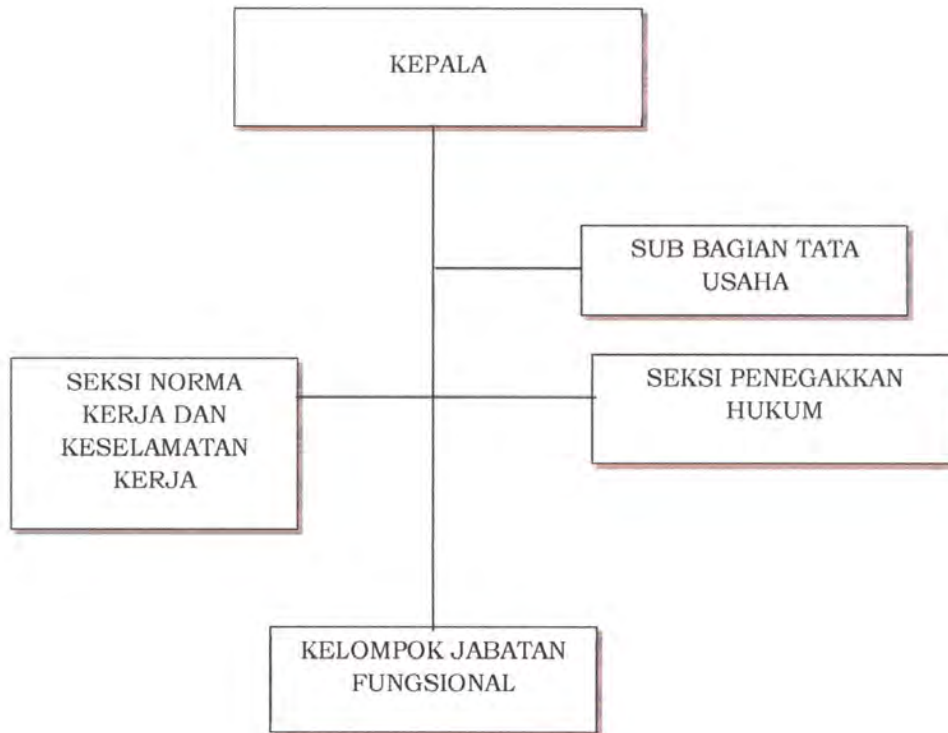 KEPALA
SUB BAGIAN TATA
USAHA
SEKSI NORMA
KERJA DAN
KESELAMATAN
KERJA
SEKSI PENEGAKKAN
HUKUM
KELOMPOK JABATAN
FUNGSIONAL